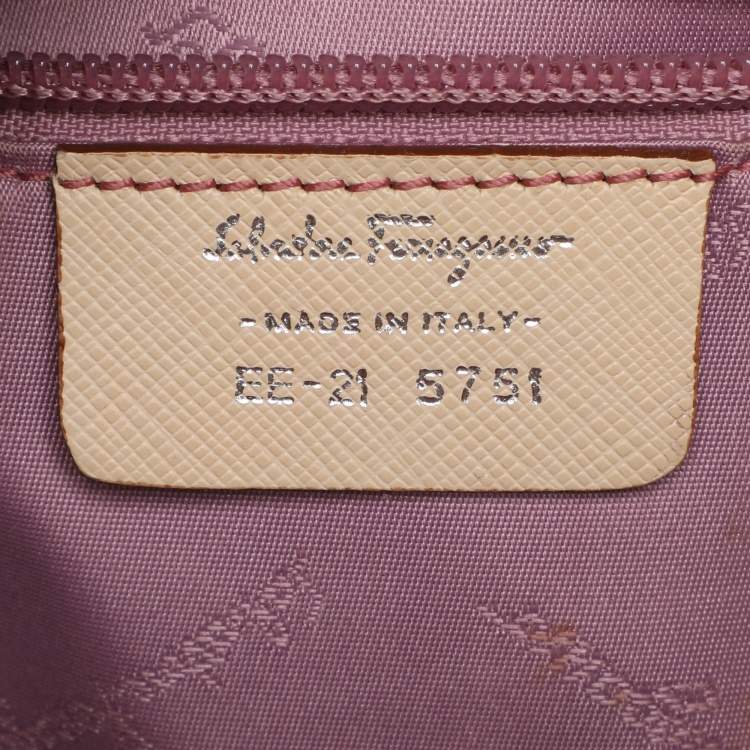 Salvatore Ferragamo
-MADE IN ITALY-
EE-21 5751